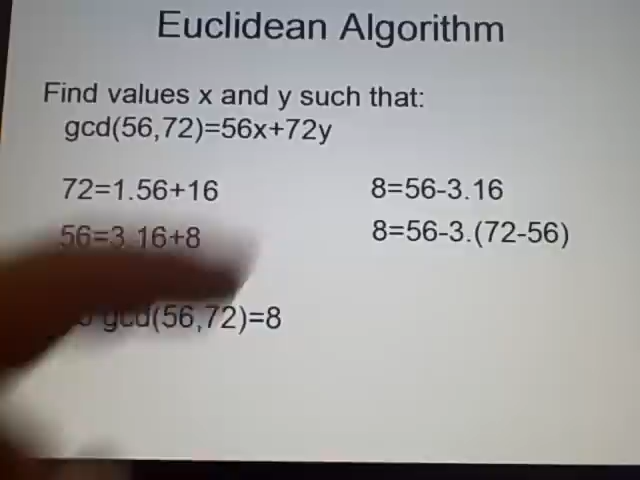 Euclidean Algorithm
Find values x and y such that:
gcd(56,72)=56x+72y
72=1.56+16
56=3.16+8
gcd(56,72)=8
8=56-3.16
8=56-3.(72-56)